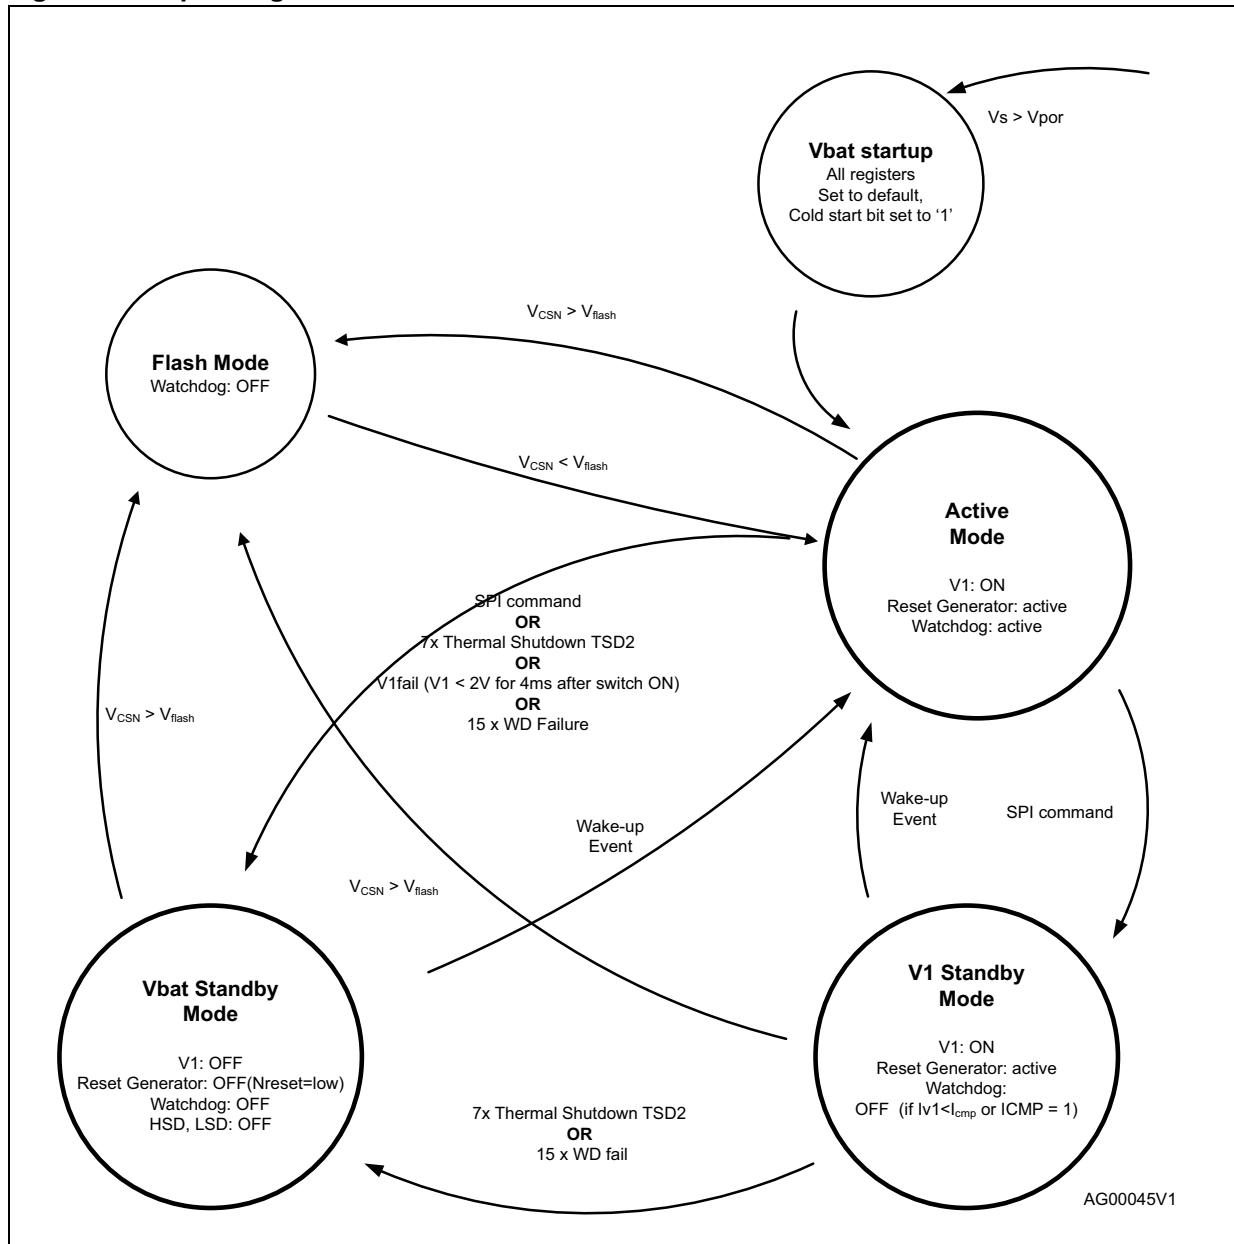 Vs > Vpor
Vbat startup
All registers
Set to default,
Cold start bit set to ‘1’
VCSN > Vflash
Flash Mode
Watchdog: OFF
VCSN < Vflash
Active
Mode
V1: ON
Reset Generator: active
Watchdog: active
SPI command
OR
7x Thermal Shutdown TSD2
OR
V1fail (V1 < 2V for 4ms after switch ON)
OR
15 x WD Failure
VCSN > Vflash
Wake-up
Event
SPI command
Wake-up
Event
VCSN > Vflash
Vbat Standby
Mode
V1: OFF
Reset Generator: OFF(Nreset=low)
Watchdog: OFF
HSD, LSD: OFF
V1 Standby
Mode
V1: ON
Reset Generator: active
Watchdog:
OFF (if Iv1<Icmp or ICMP = 1)
7x Thermal Shutdown TSD2
OR
15 x WD fail
AG00045V1